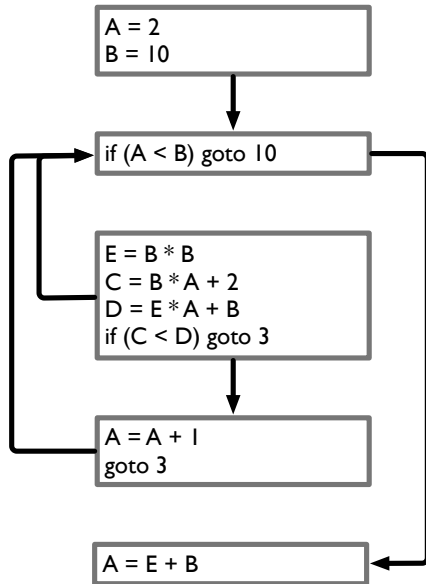 A = 2
B = 10
if (A < B) goto 10
E = B * B
C = B * A + 2
D = E * A + B
if (C < D) goto 3
A = A + 1
goto 3
A = E + B